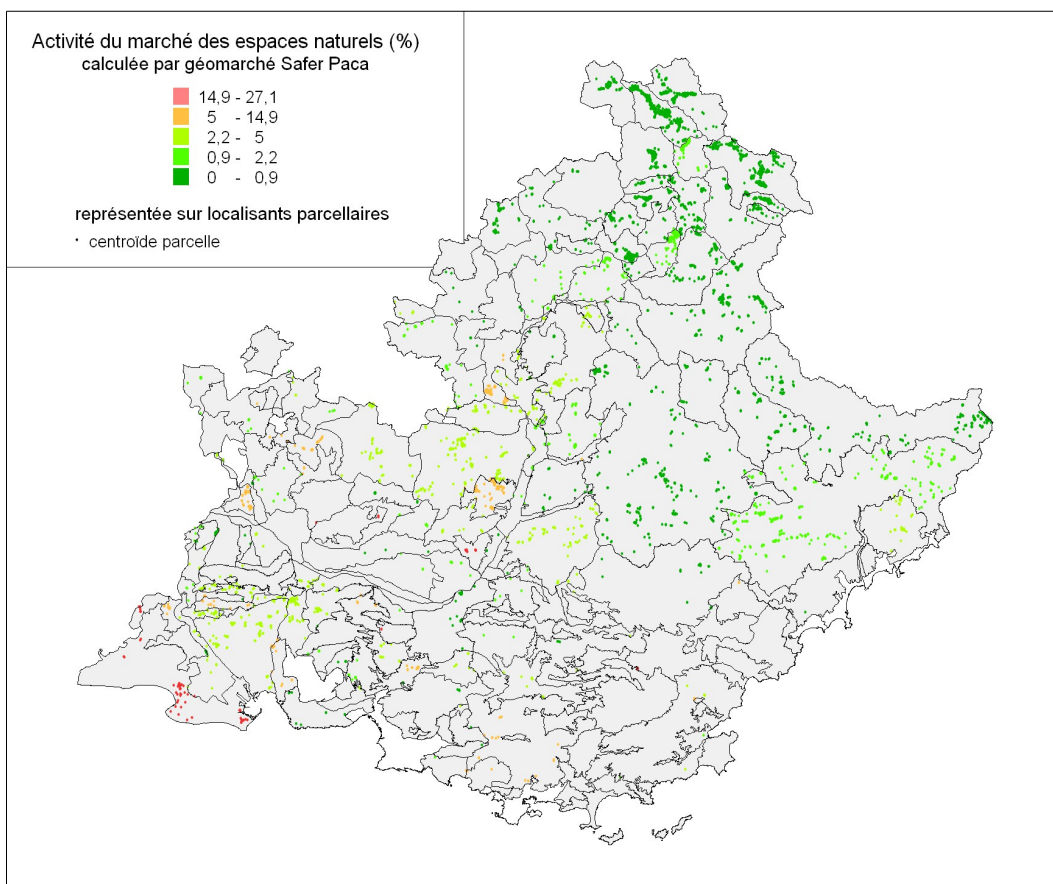 Activité du marché des espaces naturels (%)
calculée par géomarché Safer Paca
14,9 - 27,1
5 - 14,9
2,2 - 5
0,9 - 2,2
0 - 0,9
représentée sur localisants parcellaires
centroïde parcelle